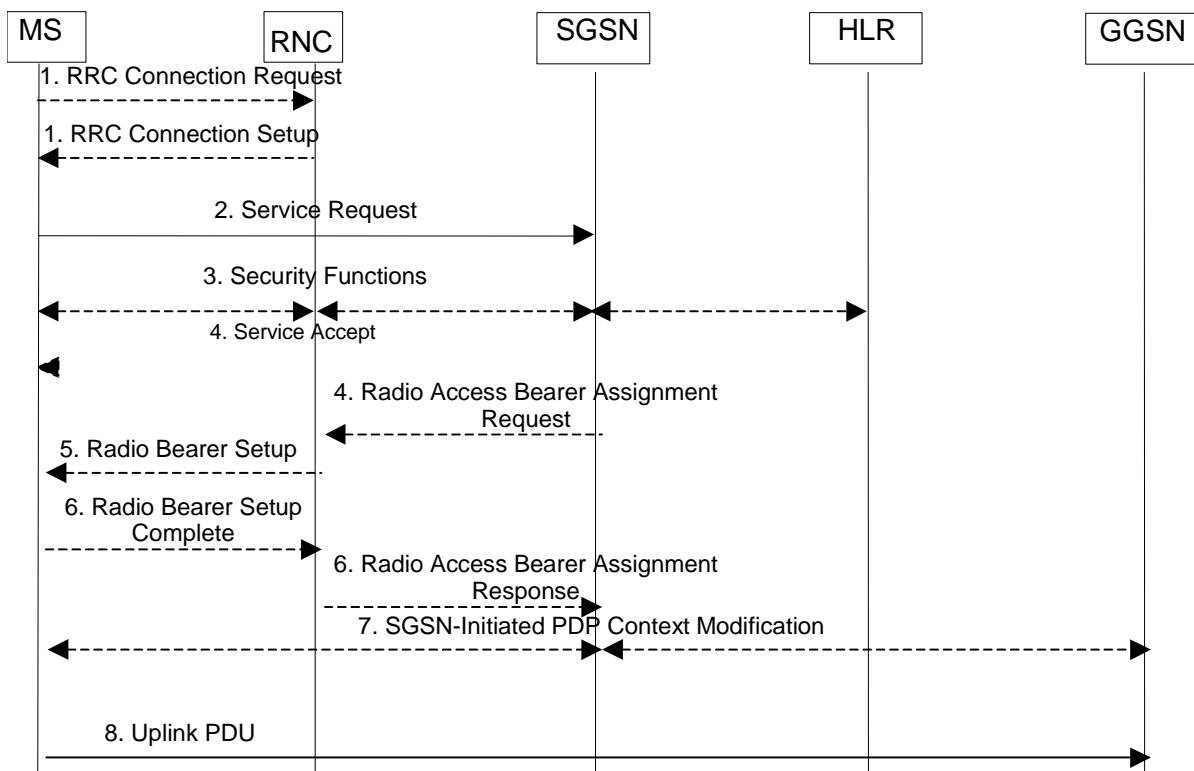 MS
RNC
SGSN
HLR
GGSN
1. RRC Connection Request
1. RRC Connection Setup
2. Service Request
3. Security Functions
4. Service Accept
4. Radio Access Bearer Assignment
Request
5. Radio Bearer Setup
6. Radio Bearer Setup
Complete
6. Radio Access Bearer Assignment
Response
7. SGSN-Initiated PDP Context Modification
8. Uplink PDU